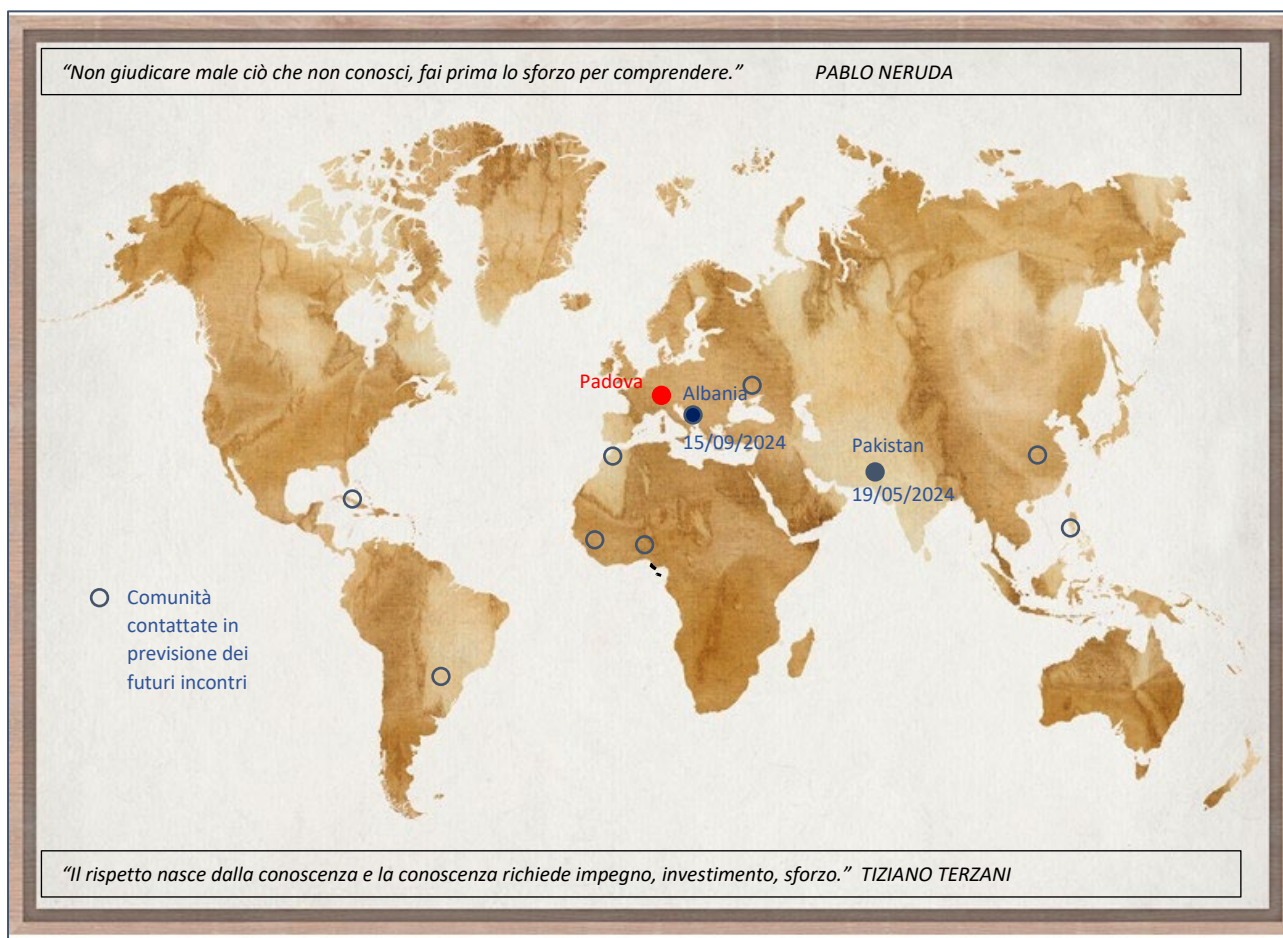 “Non giudicare male ciò che non conosci, fai prima lo sforzo per comprendere.” PABLO NERUDA
Padova
Albania
15/09/2024
Pakistan
19/05/2024
Comunità
contattate in
previsione dei
futuri incontri
“Il rispetto nasce dalla conoscenza e la conoscenza richiede impegno, investimento, sforzo.” TIZIANO TERZANI